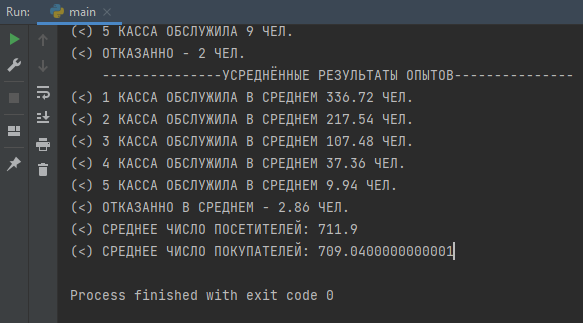 Run: main
(<) 5 КАССА ОБСЛУЖИЛА 9 ЧЕЛ.
(<) ОТКАЗАННО - 2 ЧЕЛ.
---------------УСРЕДНЁННЫЕ РЕЗУЛЬТАТЫ ОПЫТОВ---------------
(<) 1 КАССА ОБСЛУЖИЛА В СРЕДНЕМ 336.72 ЧЕЛ.
(<) 2 КАССА ОБСЛУЖИЛА В СРЕДНЕМ 217.54 ЧЕЛ.
(<) 3 КАССА ОБСЛУЖИЛА В СРЕДНЕМ 107.48 ЧЕЛ.
(<) 4 КАССА ОБСЛУЖИЛА В СРЕДНЕМ 37.36 ЧЕЛ.
(<) 5 КАССА ОБСЛУЖИЛА В СРЕДНЕМ 9.94 ЧЕЛ.
(<) ОТКАЗАННО В СРЕДНЕМ - 2.86 ЧЕЛ.
(<) СРЕДНЕЕ ЧИСЛО ПОСЕТИТЕЛЕЙ: 711.9
(<) СРЕДНЕЕ ЧИСЛО ПОКУПАТЕЛЕЙ: 709.0400000000001
Process finished with exit code 0